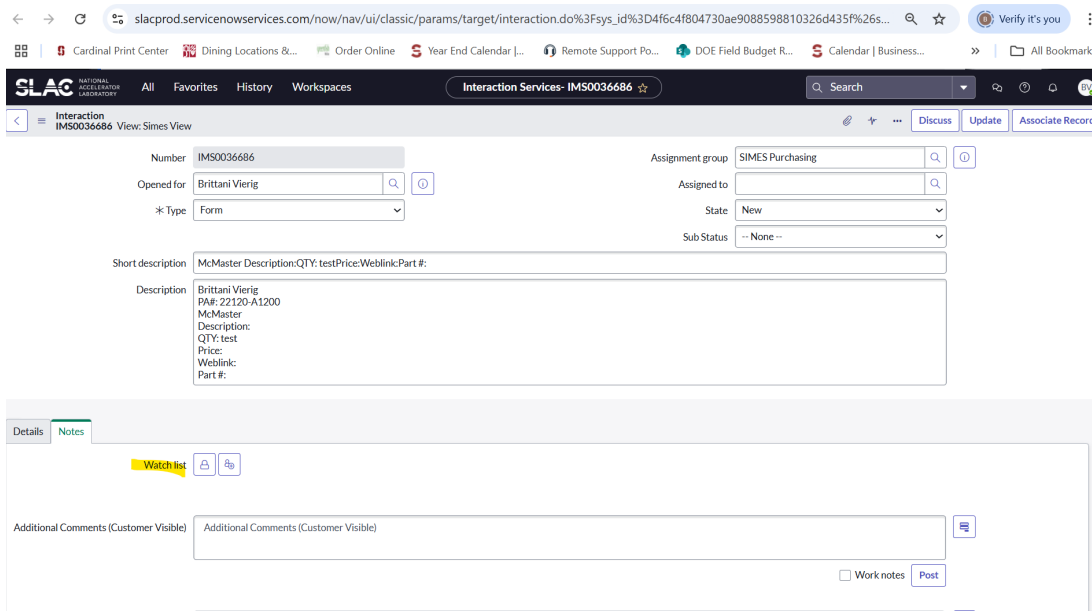 slacprod.servicenowservices.com/now/nav/ui/classic/params/target/interaction.do%3Fsys_id%3D4f6c4f804730ae9088598810326d435f%26s...
Verify it's you
Cardinal Print Center
Dining Locations &...
Order Online
Year End Calendar |...
Remote Support Po...
DOE Field Budget R...
Calendar | Business...
All Bookmark
SLAC NATIONAL ACCELERATOR LABORATORY
All
Favorites
History
Workspaces
Interaction Services- IMS0036686
Search
BV
Interaction
IMS0036686 View: Simes View
Discuss
Update
Associate Recor
Number IMS0036686
Assignment group SIMES Purchasing
Opened for Brittani Vierig
Assigned to
Type Form
State New
Sub Status -- None --
Short description McMaster Description:QTY: testPrice:Weblink:Part #:
Description Brittani Vierig
PA#: 22120-A1200
McMaster
Description:
QTY: test
Price:
Weblink:
Part #:
Details
Notes
Watch list
Additional Comments (Customer Visible) Additional Comments (Customer Visible)
Work notes
Post